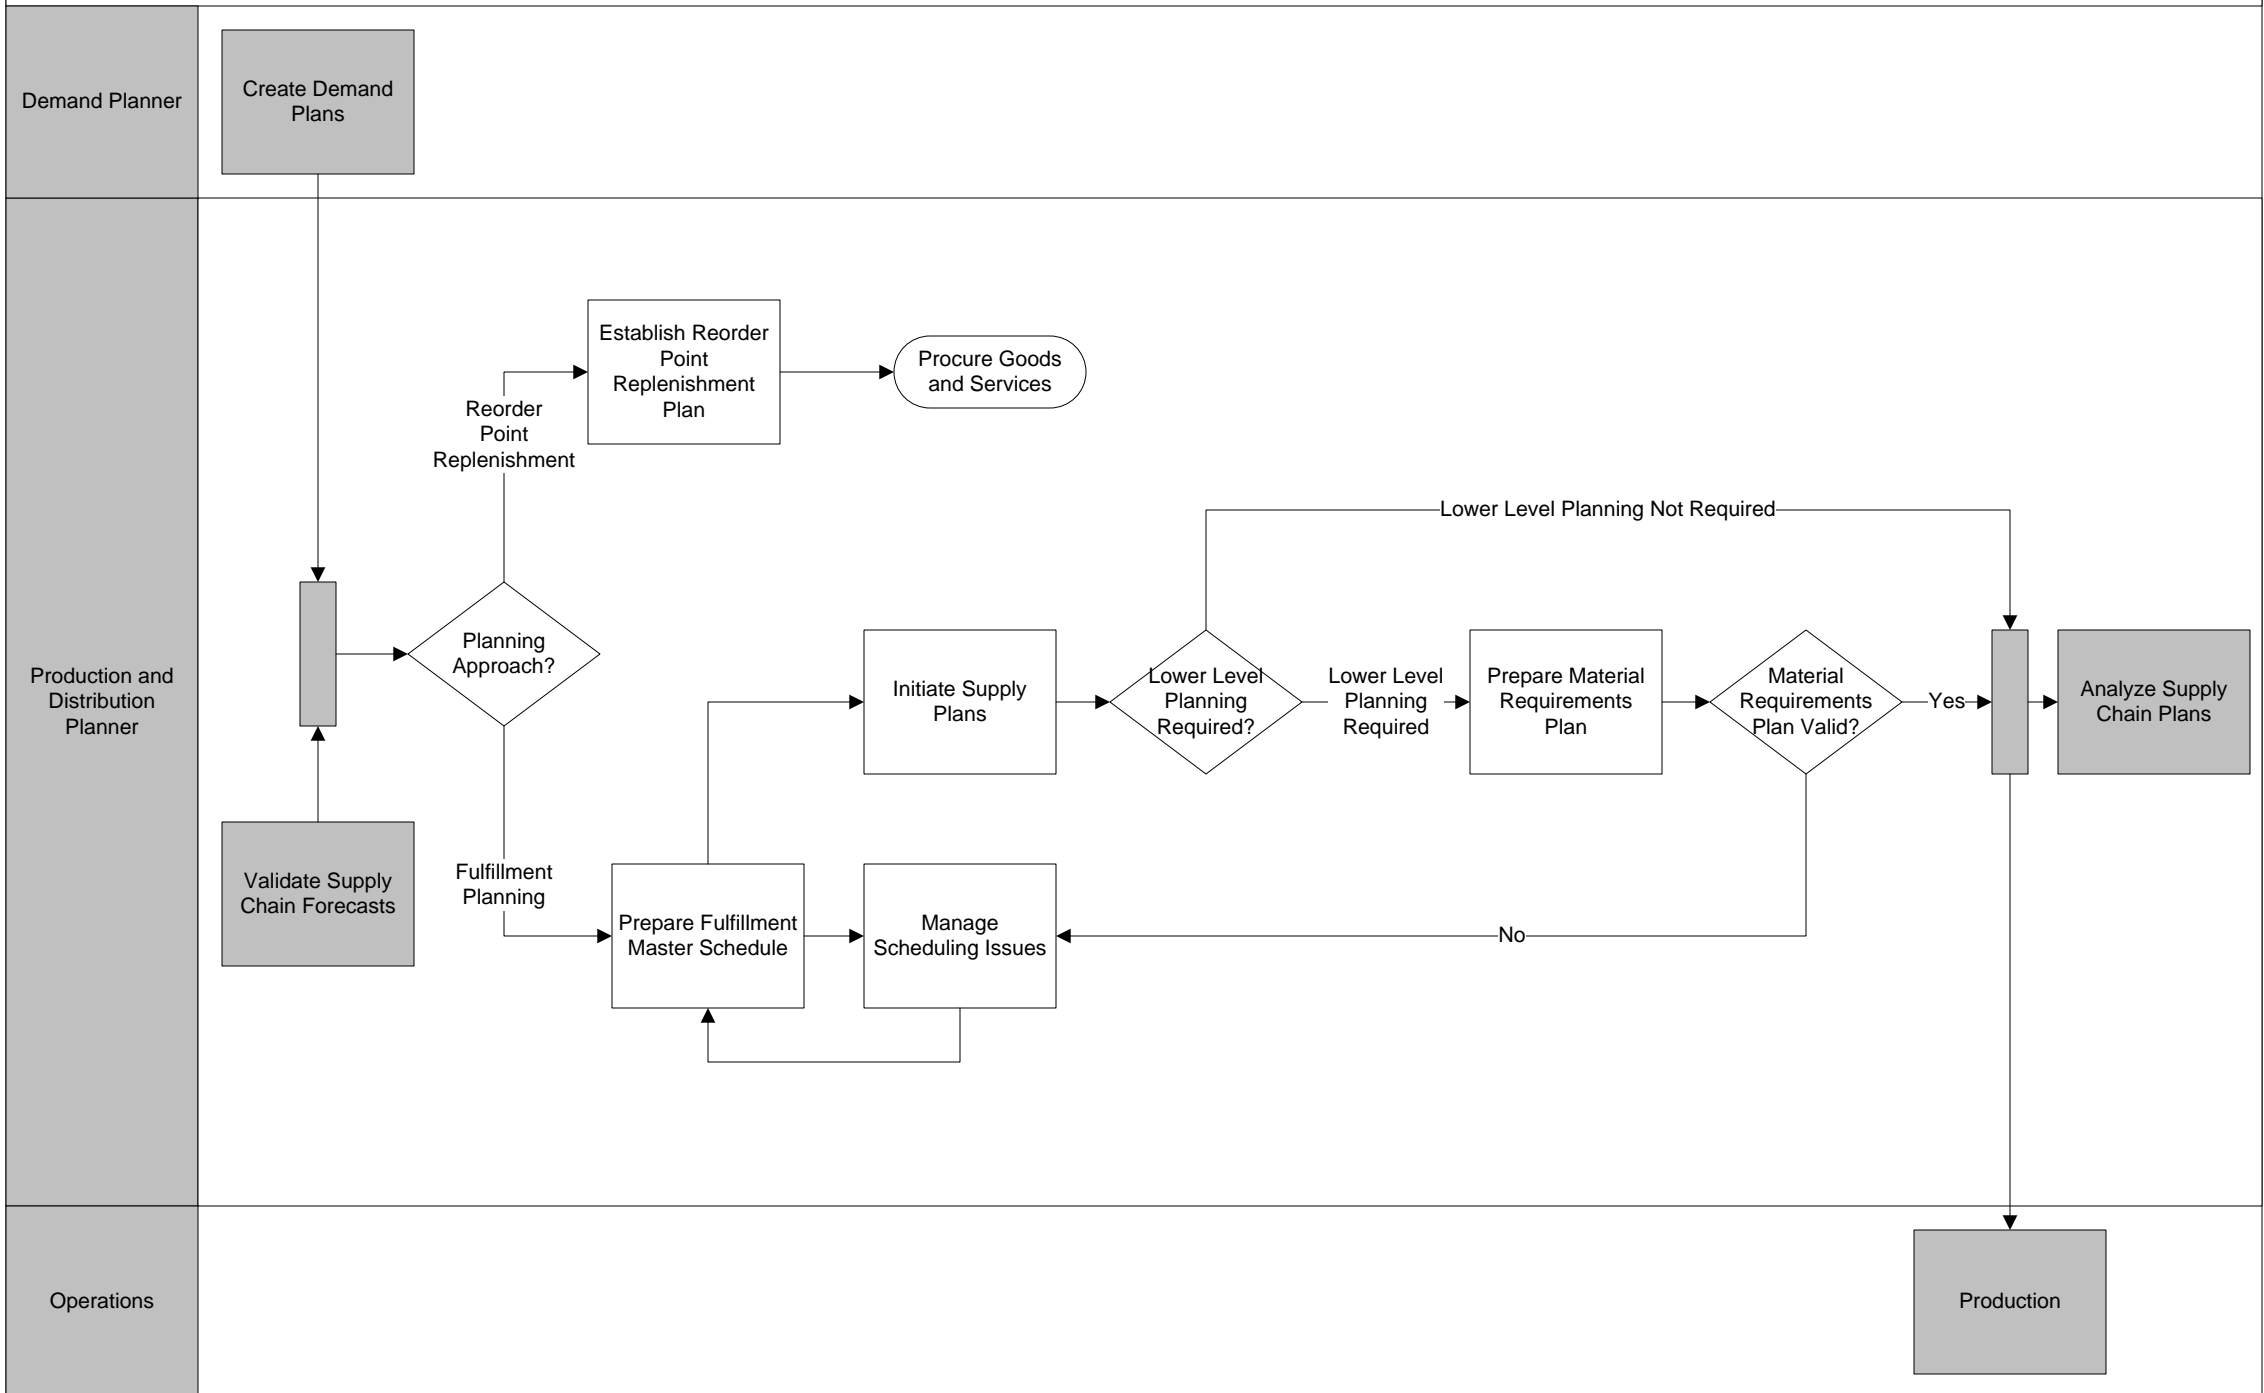 Demand Planner
Create Demand
Plans
Production and
Distribution
Planner
Establish Reorder
Point
Replenishment
Plan
Procure Goods
and Services
Reorder
Point
Replenishment
Lower Level Planning Not Required
Planning
Approach?
Initiate Supply
Plans
Lower Level
Planning
Required?
Lower Level
Planning
Required
Prepare Material
Requirements
Plan
Material
Requirements
Plan Valid?
Yes
Analyze Supply
Chain Plans
Validate Supply
Chain Forecasts
Fulfillment
Planning
Prepare Fulfillment
Master Schedule
Manage
Scheduling Issues
No
Operations
Production